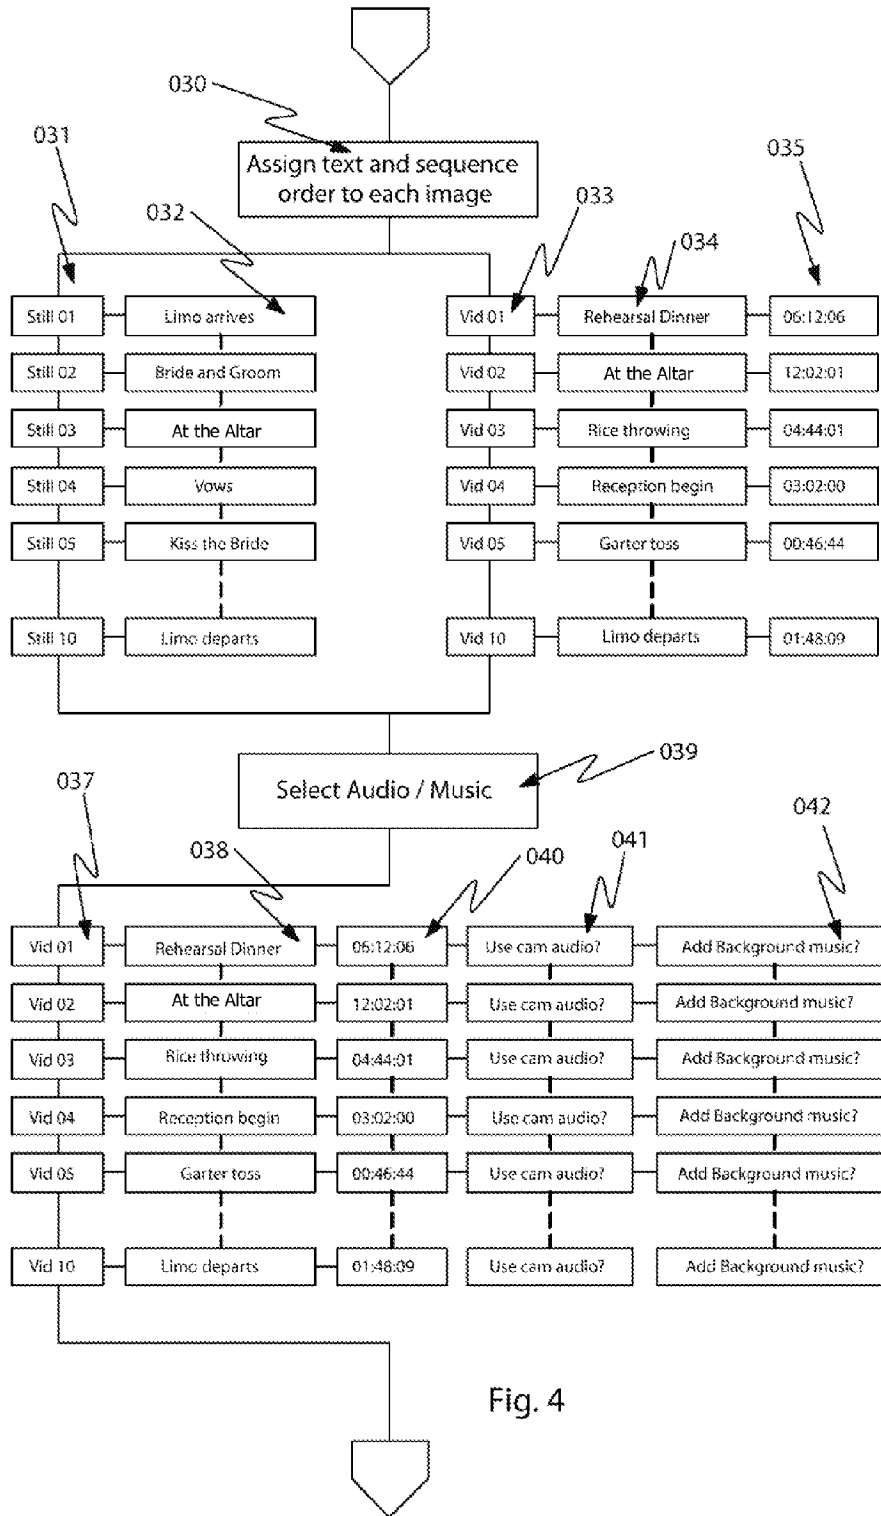 030
Assign text and sequence
order to each image
031
032
033
034
035
Still 01 Limo arrives
Still 02 Bride and Groom
Still 03 At the Altar
Still 04 Vows
Still 05 Kiss the Bride
Still 10 Limo departs
Vid 01 Rehearsal Dinner 06:12:06
Vid 02 At the Altar 12:02:01
Vid 03 Rice throwing 04:44:01
Vid 04 Reception begin 03:02:00
Vid 05 Garter toss 00:46:44
Vid 10 Limo departs 01:48:09
Select Audio / Music
039
037
038
040
041
042
Vid 01 Rehearsal Dinner 06:12:06 Use cam audio? Add Background music?
Vid 02 At the Altar 12:02:01 Use cam audio? Add Background music?
Vid 03 Rice throwing 04:44:01 Use cam audio? Add Background music?
Vid 04 Reception begin 03:02:00 Use cam audio? Add Background music?
Vid 05 Garter toss 00:46:44 Use cam audio? Add Background music?
Vid 10 Limo departs 01:48:09 Use cam audio? Add Background music?
Fig. 4